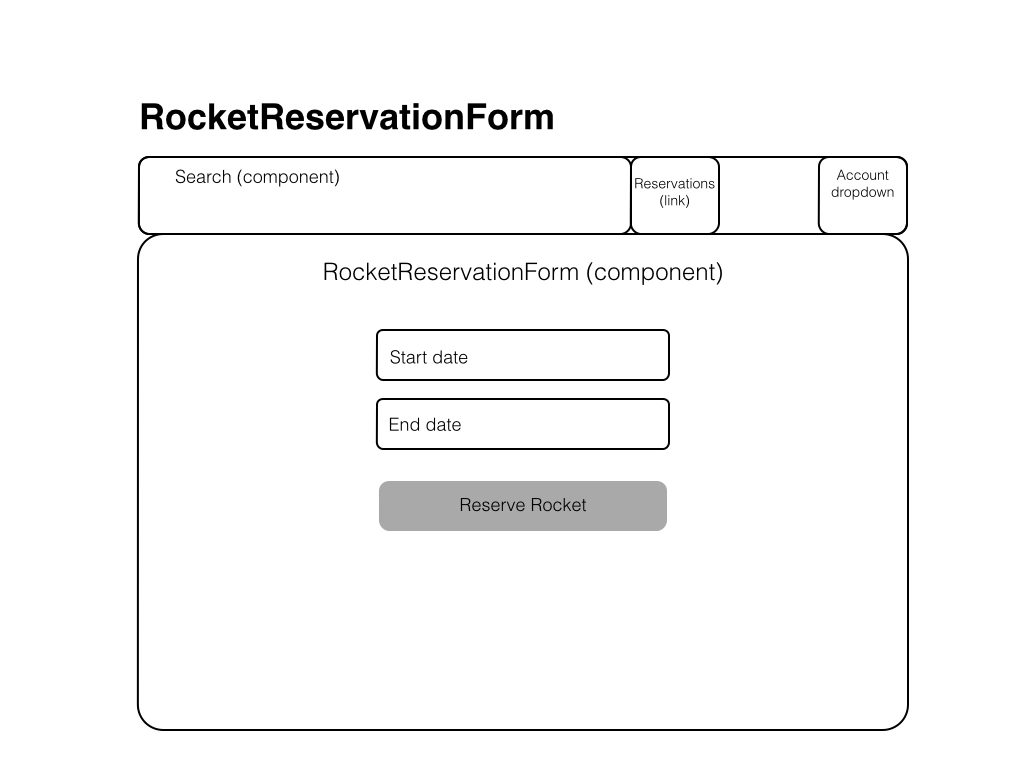 RocketReservationForm
Search (component)
Reservations
(link)
Account
dropdown
RocketReservationForm (component)
Start date
End date
Reserve Rocket